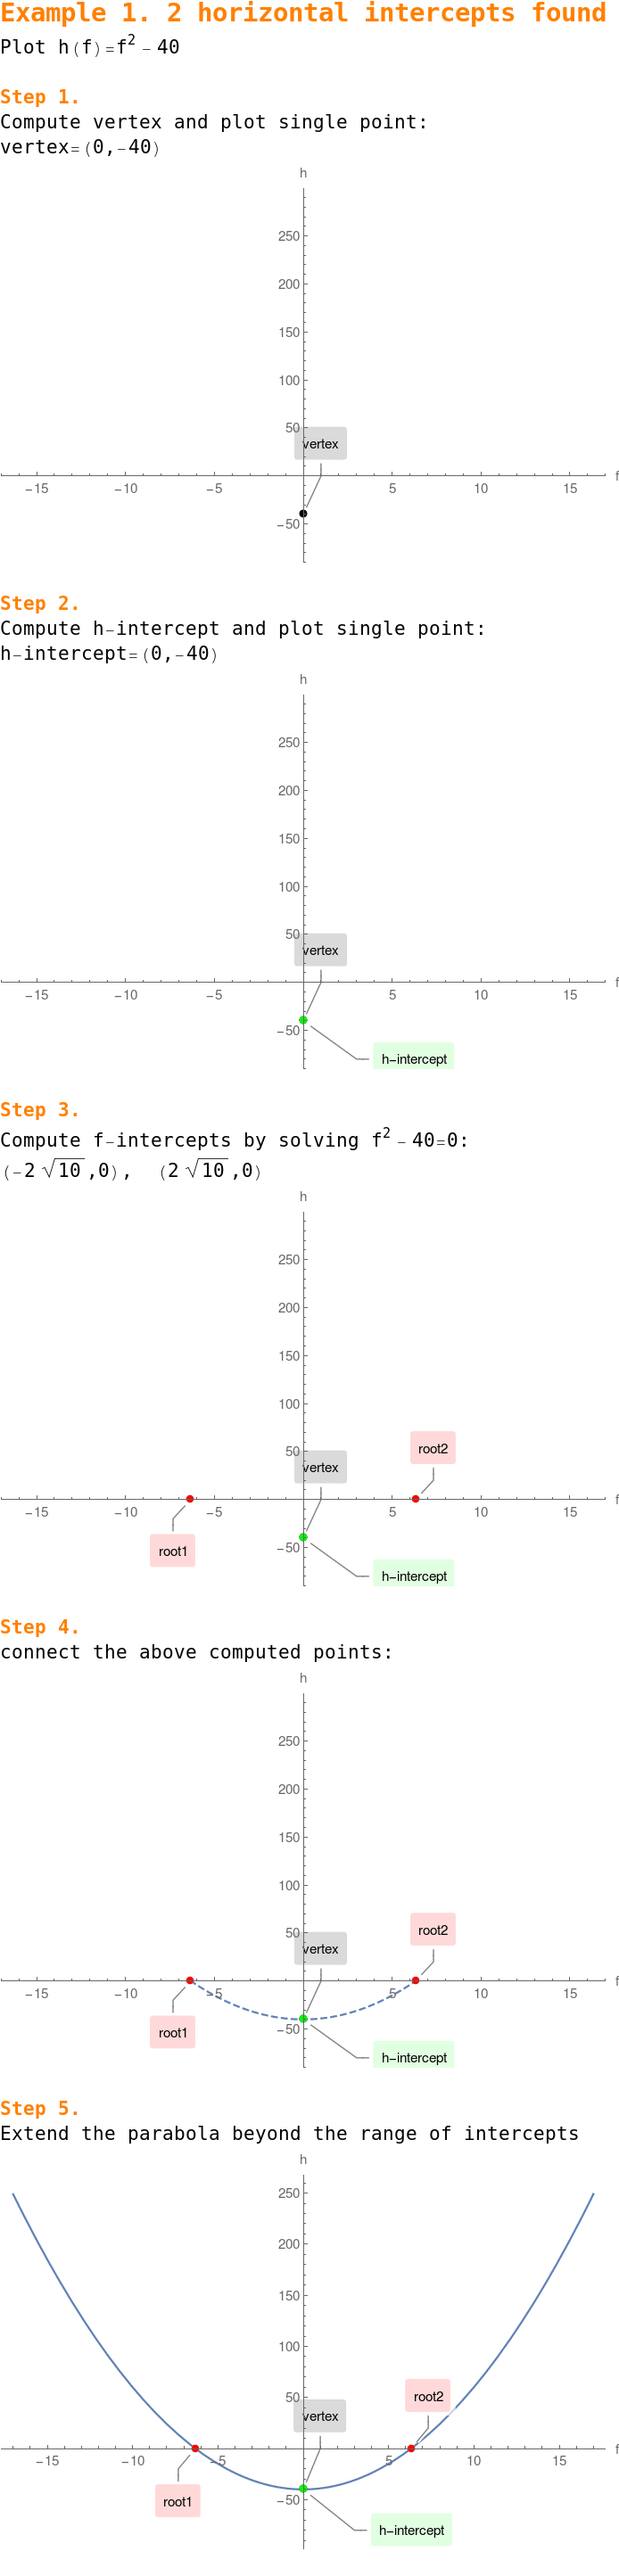 Example 1. 2 horizontal intercepts found
Plot h(f)=f² - 40
Step 1.
Compute vertex and plot single point:
vertex=(0,-40)
h
250
200
150
100
50
vertex
-15 -10 -5 5 10 15 f
-50
Step 2.
Compute h-intercept and plot single point:
h-intercept=(0,-40)
h
250
200
150
100
50
vertex
-15 -10 -5 5 10 15 f
-50
h-intercept
Step 3.
Compute f-intercepts by solving f² - 40=0:
(-2 √10,0), (2 √10,0)
h
250
200
150
100
50
root2
vertex
-15 -10 -5 5 10 15 f
-50
root1
h-intercept
Step 4.
connect the above computed points:
h
250
200
150
100
50
root2
vertex
-15 -10 -5 5 10 15 f
-50
root1
h-intercept
Step 5.
Extend the parabola beyond the range of intercepts
h
250
200
150
100
50
root2
vertex
-15 -10 -5 5 10 15 f
-50
root1
h-intercept